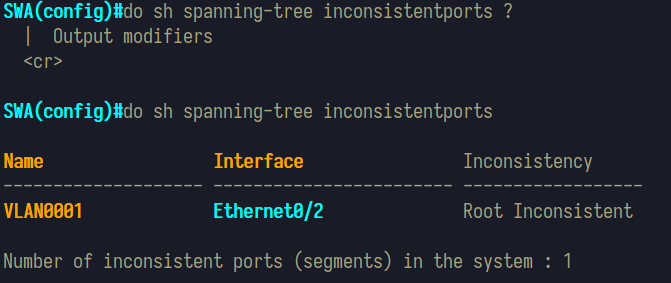 SWA(config)#do sh spanning-tree inconsistentports ?
| Output modifiers
<cr>
SWA(config)#do sh spanning-tree inconsistentports
Name Interface Inconsistency
-------------------- ------------------------ ------------------
VLAN0001 Ethernet0/2 Root Inconsistent
Number of inconsistent ports (segments) in the system : 1